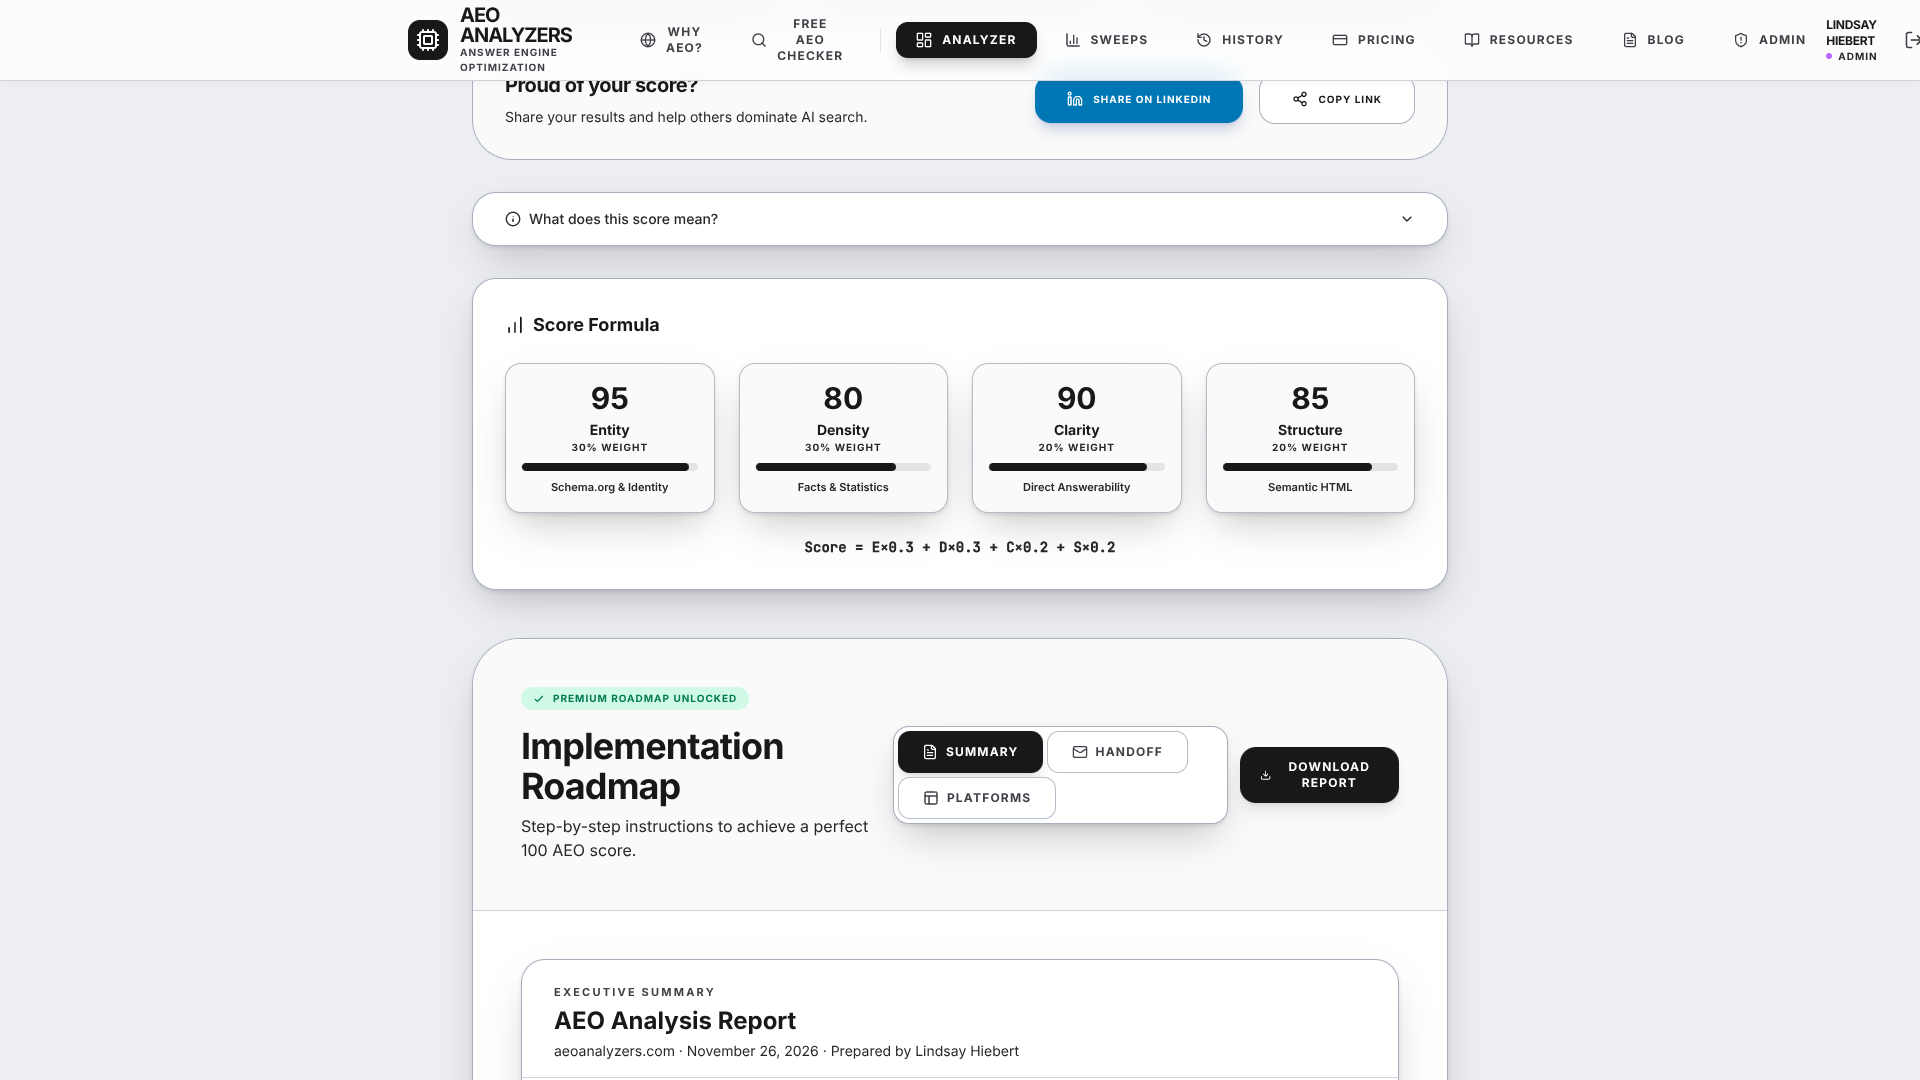 AEO
ANALYZERS
ANSWER ENGINE
OPTIMIZATION
WHY
AEO?
FREE
AEO
CHECKER
ANALYZER
SWEEPS
HISTORY
PRICING
RESOURCES
BLOG
ADMIN
LINDSAY
HIEBERT
ADMIN
Proud of your score?
Share your results and help others dominate AI search.
SHARE ON LINKEDIN
COPY LINK
What does this score mean?
Score Formula
95
Entity
30% WEIGHT
Schema.org & Identity
80
Density
30% WEIGHT
Facts & Statistics
90
Clarity
20% WEIGHT
Direct Answerability
85
Structure
20% WEIGHT
Semantic HTML
Score = E×0.3 + D×0.3 + C×0.2 + S×0.2
PREMIUM ROADMAP UNLOCKED
Implementation
Roadmap
Step-by-step instructions to achieve a perfect
100 AEO score.
SUMMARY
HANDOFF
PLATFORMS
DOWNLOAD
REPORT
EXECUTIVE SUMMARY
AEO Analysis Report
aeoanalyzers.com · November 26, 2026 · Prepared by Lindsay Hiebert